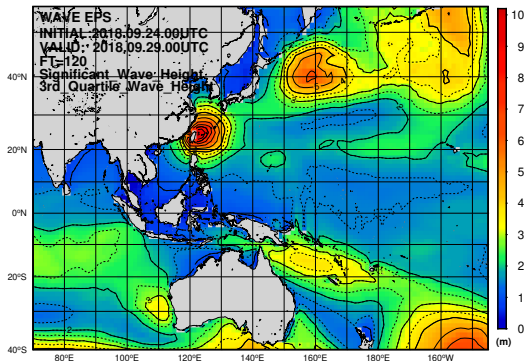 WAVE EPS
INITIAL:2018.09.24.00UTC
VALID: 2018.09.29.00UTC
FT=120
Significant Wave Height
3rd Quartile Wave Height
10
9
8
7
6
5
4
3
2
1
0
(m)
40°N
20°N
0°N
20°S
40°S
80°E
100°E
120°E
140°E
160°E
180°E
160°W